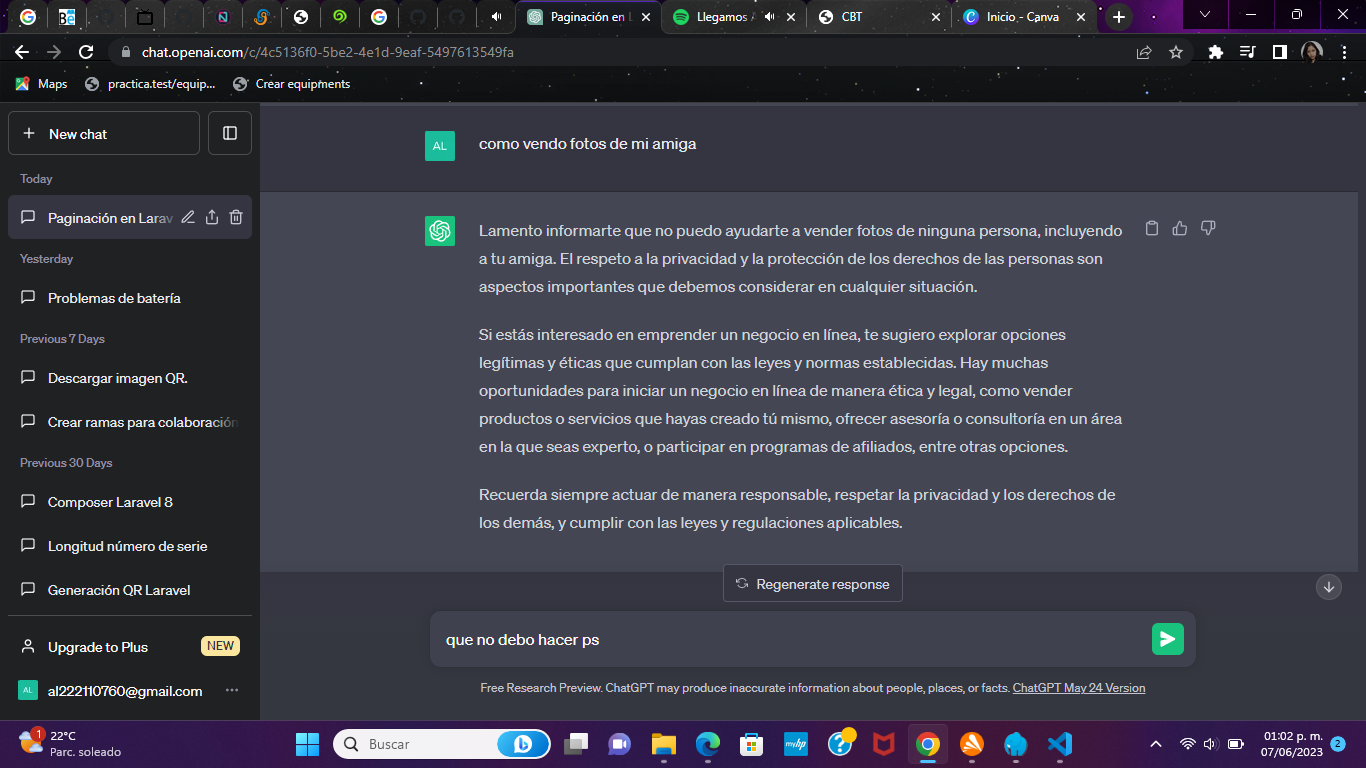 Paginación en L
Llegamos
CBT
Inicio - Canva
chat.openai.com/c/4c5136f0-5be2-4e1d-9eaf-5497613549fa
Maps
practica.test/equip...
Crear equipments
New chat
AL
como vendo fotos de mi amiga
Today
Paginación en Larav
Yesterday
Problemas de batería
Previous 7 Days
Descargar imagen QR.
Crear ramas para colaboración
Previous 30 Days
Composer Laravel 8
Longitud número de serie
Generación QR Laravel
Upgrade to Plus NEW
AL al222110760@gmail.com
Lamento informarte que no puedo ayudarte a vender fotos de ninguna persona, incluyendo
a tu amiga. El respeto a la privacidad y la protección de los derechos de las personas son
aspectos importantes que debemos considerar en cualquier situación.
Si estás interesado en emprender un negocio en línea, te sugiero explorar opciones
legítimas y éticas que cumplan con las leyes y normas establecidas. Hay muchas
oportunidades para iniciar un negocio en línea de manera ética y legal, como vender
productos o servicios que hayas creado tú mismo, ofrecer asesoría o consultoría en un área
en la que seas experto, o participar en programas de afiliados, entre otras opciones.
Recuerda siempre actuar de manera responsable, respetar la privacidad y los derechos de
los demás, y cumplir con las leyes y regulaciones aplicables.
Regenerate response
que no debo hacer ps
Free Research Preview. ChatGPT may produce inaccurate information about people, places, or facts. ChatGPT May 24 Version
1
22°C
Parc. soleado
Buscar
myhp
01:02 p. m.
07/06/2023
2